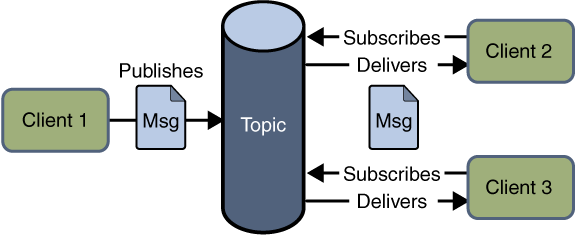 Publishes
Client 1
Msg
Topic
Subscribes
Delivers
Client 2
Msg
Subscribes
Delivers
Client 3